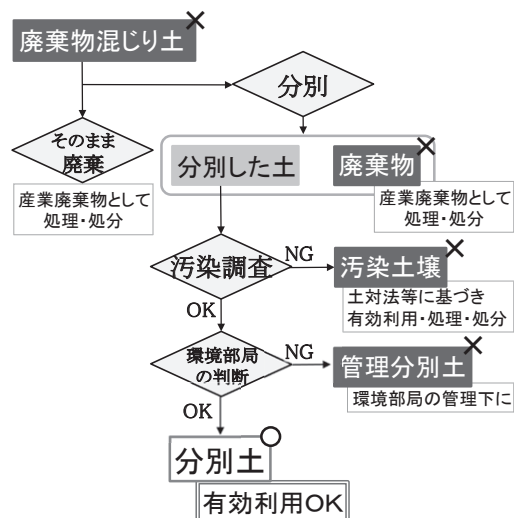 廃棄物混じり土
分別
そのまま
廃棄
産業廃棄物として
処理・処分
分別した土
廃棄物
産業廃棄物として
処理・処分
汚染調査
NG
汚染土壌
土対法等に基づき
有効利用・処理・処分
OK
環境部局
の判断
NG
管理分別土
環境部局の管理下に
OK
分別土
有効利用OK